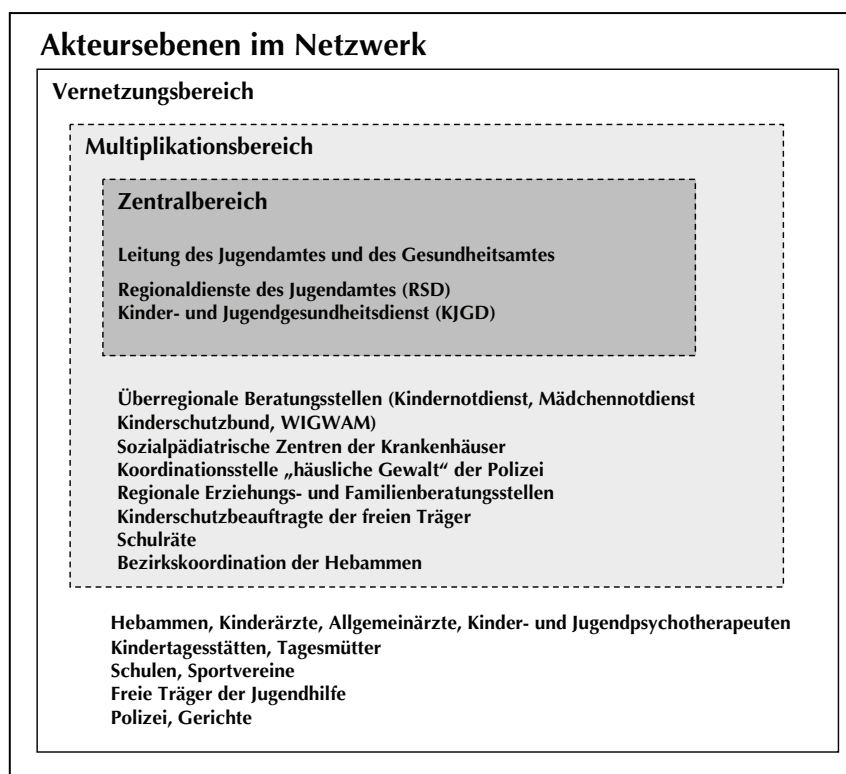 Akteursebenen im Netzwerk
Vernetzungsbereich
Multiplikationsbereich
Zentralbereich
Leitung des Jugendamtes und des Gesundheitsamtes
Regionaldienste des Jugendamtes (RSD)
Kinder- und Jugendgesundheitsdienst (KJGD)
Überregionale Beratungsstellen (Kindernotdienst, Mädchennotdienst
Kinderschutzbund, WIGWAM)
Sozialpädiatrische Zentren der Krankenhäuser
Koordinationsstelle „häusliche Gewalt“ der Polizei
Regionale Erziehungs- und Familienberatungsstellen
Kinderschutzbeauftragte der freien Träger
Schulräte
Bezirkskoordination der Hebammen
Hebammen, Kinderärzte, Allgemeinärzte, Kinder- und Jugendpsychotherapeuten
Kindertagesstätten, Tagesmütter
Schulen, Sportvereine
Freie Träger der Jugendhilfe
Polizei, Gerichte